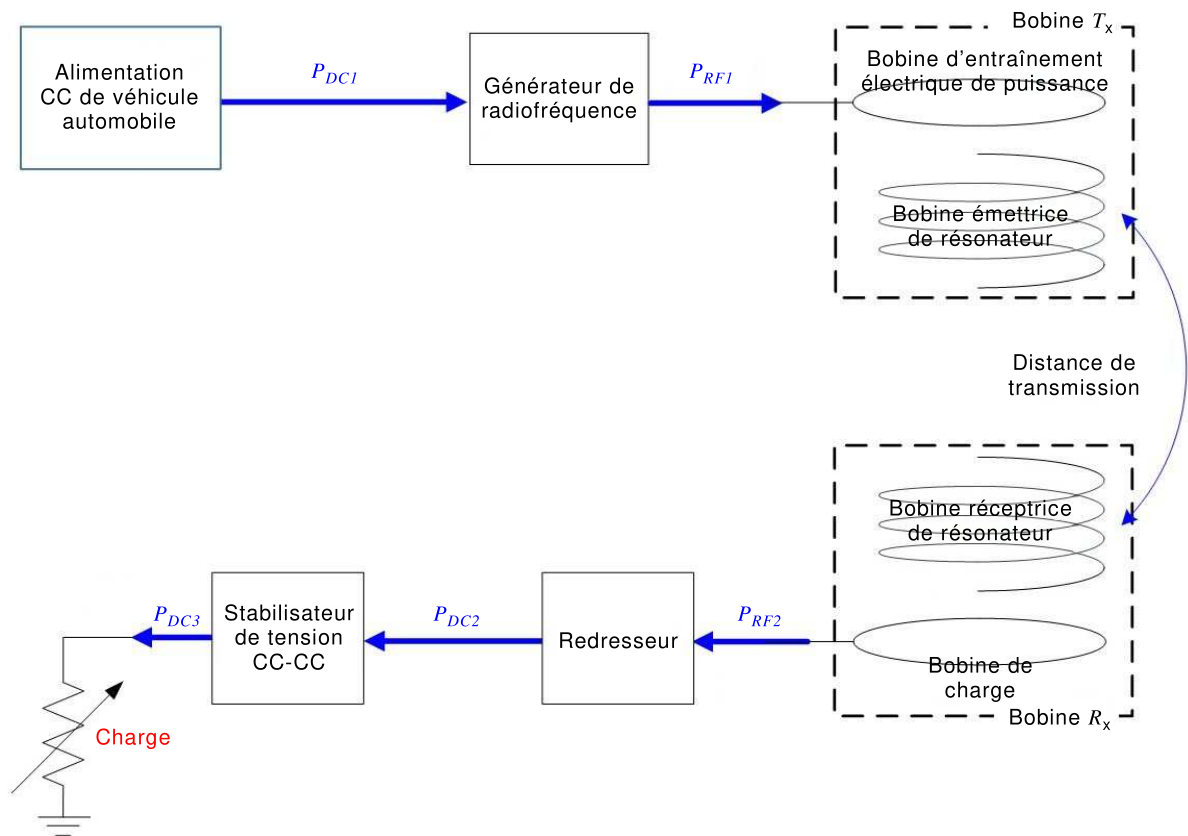 Bobine Tx
Alimentation
CC de véhicule
automobile
PDC1
Générateur de
radiofréquence
PRF1
Bobine d'entraînement
électrique de puissance
Bobine émettrice
de résonateur
Distance de
transmission
Bobine réceptrice
de résonateur
Bobine de
charge
Bobine Rx
PRF2
Redresseur
PDC2
Stabilisateur
de tension
CC-CC
PDC3
Charge